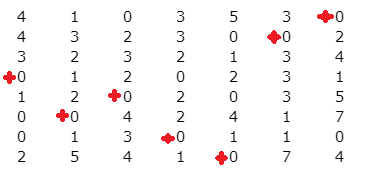 4 1 0 3 5 3 0
4 3 2 3 0 0 2
3 2 3 2 1 3 4
0 1 2 0 2 3 1
1 2 0 2 0 3 5
0 0 4 2 4 1 7
0 1 3 0 1 1 0
2 5 4 1 0 7 4